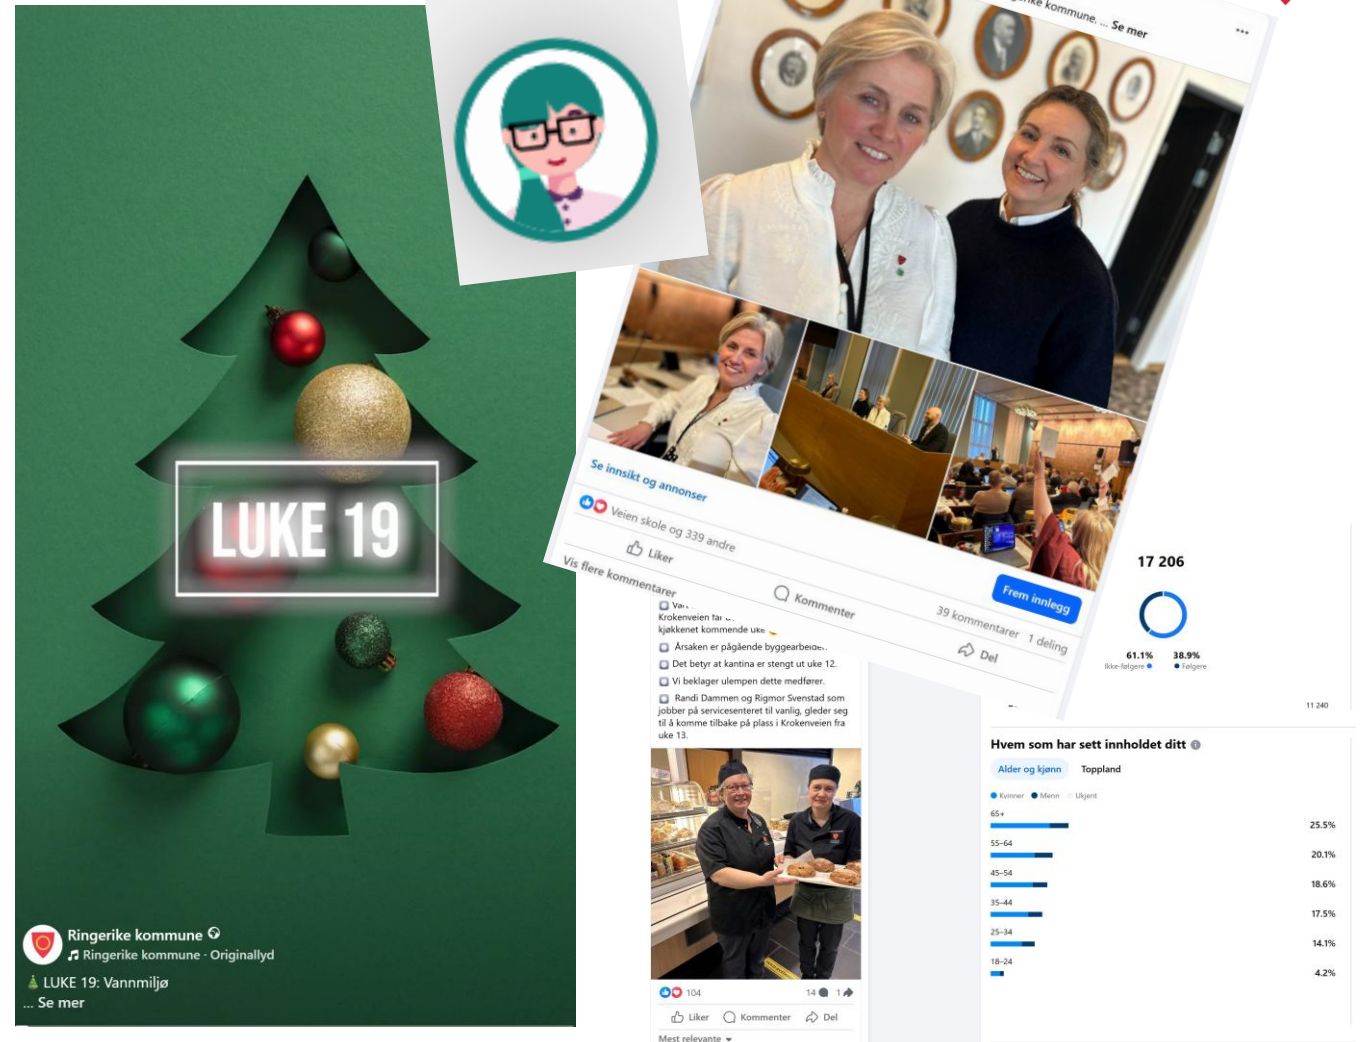 LUKE 19
Ringerike kommune
Ringerike kommune · Originallyd
LUKE 19: Vannmiljø
... Se mer
kommune. ... Se mer
Se innsikt og annonser
Veien skole og 339 andre
Frem innlegg
39 kommentarer 1 deling
Liker
Kommenter
Del
Vis flere kommentarer
Krokenveien får
kjøkkenet kommende uke
Årsaken er pågående byggearbeider.
Det betyr at kantina er stengt ut uke 12.
Vi beklager ulempen dette medfører.
Randi Dammen og Rigmor Svenstad som
jobber på servicesenteret til vanlig, gleder seg
til å komme tilbake på plass i Krokenveien fra
uke 13.
104
14 1
Liker Kommenter Del
Mest relevante
17 206
61.1% 38.9%
Ikke-følgere Følgere
11 240
Hvem som har sett innholdet ditt
Alder og kjønn Toppland
Kvinner Menn Ukjent
65+
25.5%
55–64
20.1%
45–54
18.6%
35–44
17.5%
25–34
14.1%
18–24
4.2%